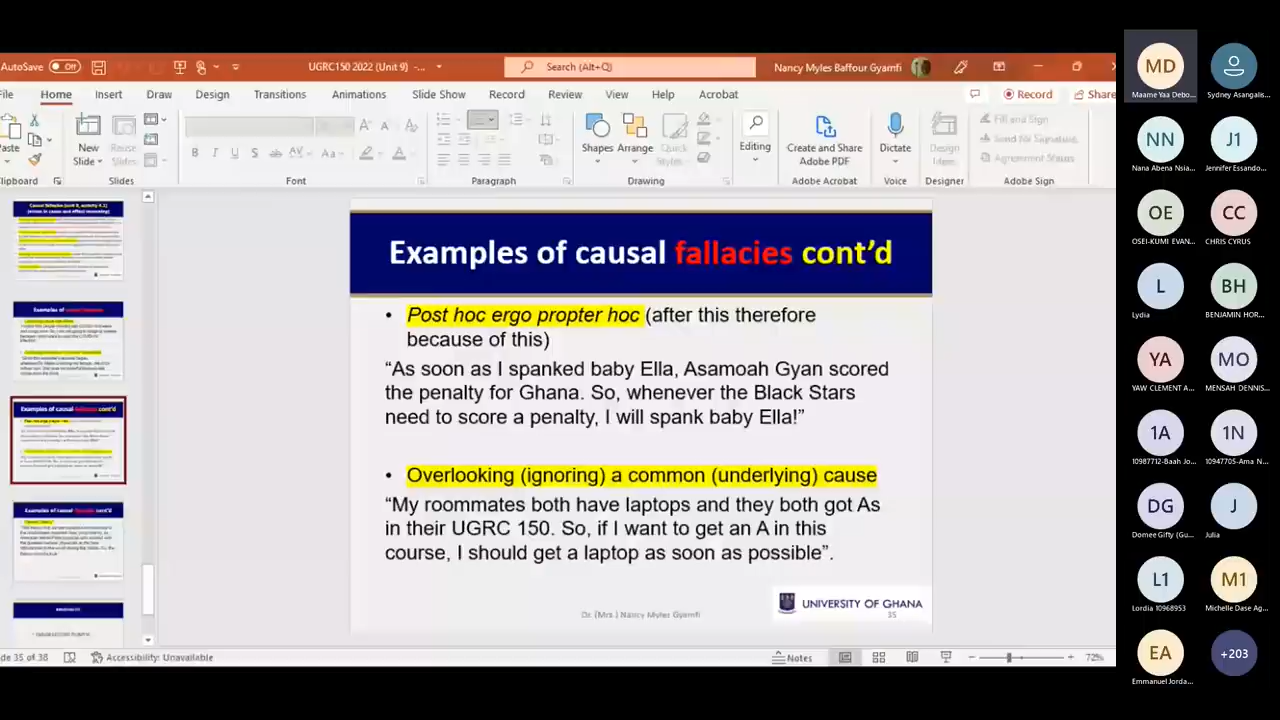 AutoSave Off
UGRC150 2022 (Unit 9) -...
Search (Alt+Q)
Nancy Myles Baffour Gyamfi
File Home Insert Draw Design Transitions Animations Slide Show Record Review View Help Acrobat
Record
Share
Paste
New
Slide
Reuse
Slides
Shapes
Arrange
Quick
Styles
Editing
Create and Share
Adobe PDF
Dictate
Design
Ideas
Fill and Sign
Send for Signature
Agreement Status
Clipboard
Slides
Font
Paragraph
Drawing
Adobe Acrobat
Voice
Designer
Adobe Sign
Examples of causal fallacies cont’d
• Post hoc ergo propter hoc (after this therefore
because of this)
“As soon as I spanked baby Ella, Asamoah Gyan scored
the penalty for Ghana. So, whenever the Black Stars
need to score a penalty, I will spank baby Ella!”
• Overlooking (ignoring) a common (underlying) cause
“My roommates both have laptops and they both got As
in their UGRC150. So, if I want to get an A in this
course, I should get a laptop as soon as possible”.
Dr. (Mrs.) Nancy Myles Gyamfi
UNIVERSITY OF GHANA
35
de 35 of 38
Accessibility: Unavailable
Notes
72%
MD
Maame Yaa Debo...
Sydney Asangalis...
NN
Nana Abena Nsia...
J1
Jennifer Essando...
OE
OSEI-KUMI EVAN...
CC
CHRIS CYRUS
L
Lydia
BH
BENJAMIN HOR...
YA
YAW CLEMENT A...
MO
MENSAH DENNIS...
1A
10987712-Baah Jo...
1N
10947705-Ama N...
DG
Domee Gifty (Gu...
J
Julia
L1
Lordia 10968953
M1
Michelle Dase Ag...
EA
Emmanuel Jorda...
+203